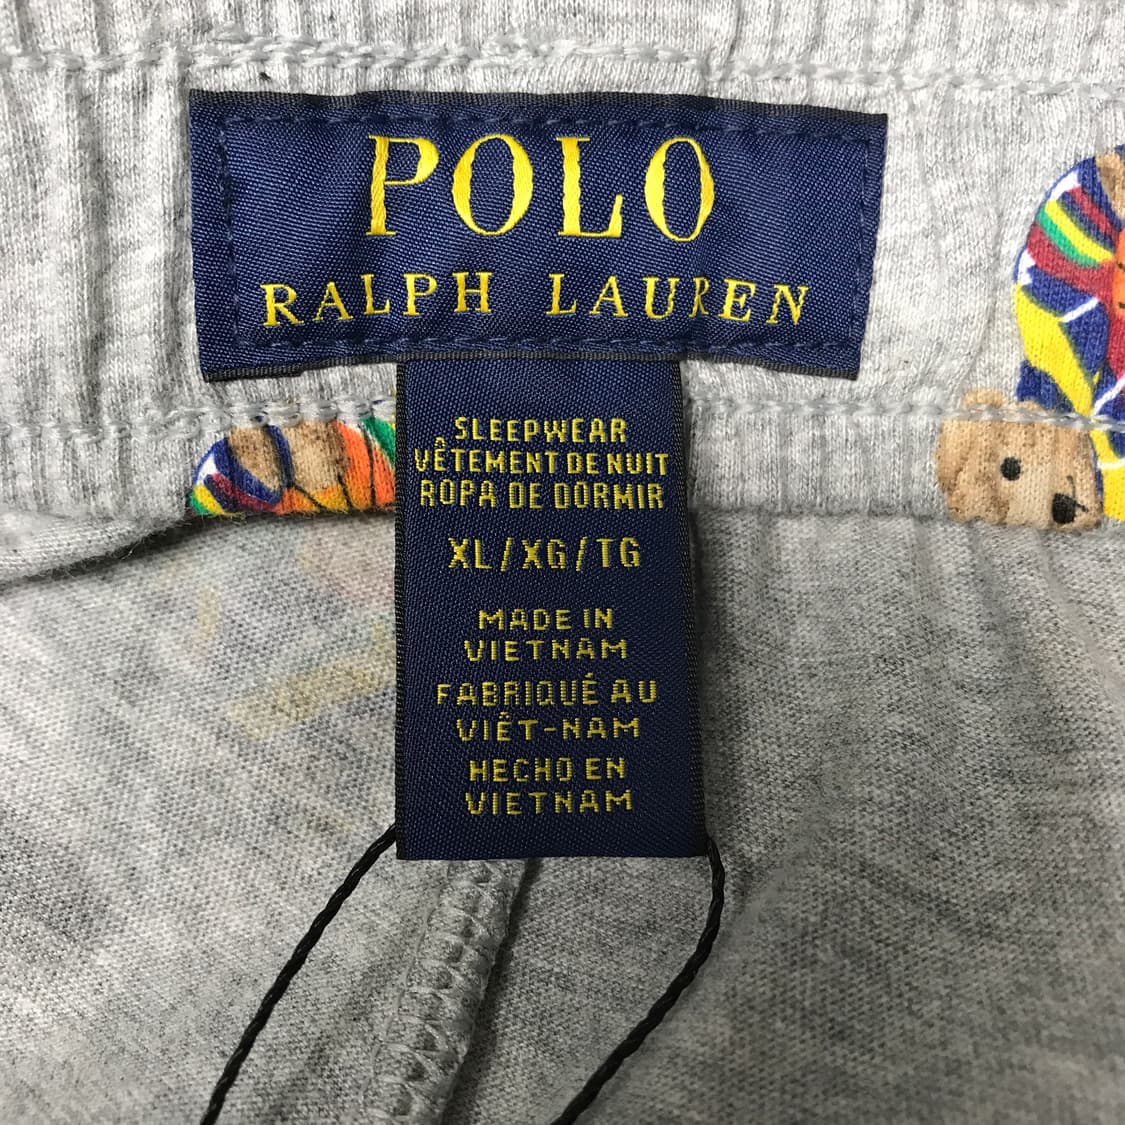 POLO
RALPH LAUREN
SLEEPWEAR
VÊTEMENT DE NUIT
ROPA DE DORMIR
XL/XG/TG
MADE IN
VIETNAM
FABRIQUÉ AU
VIÊT-NAM
HECHO EN
VIETNAM